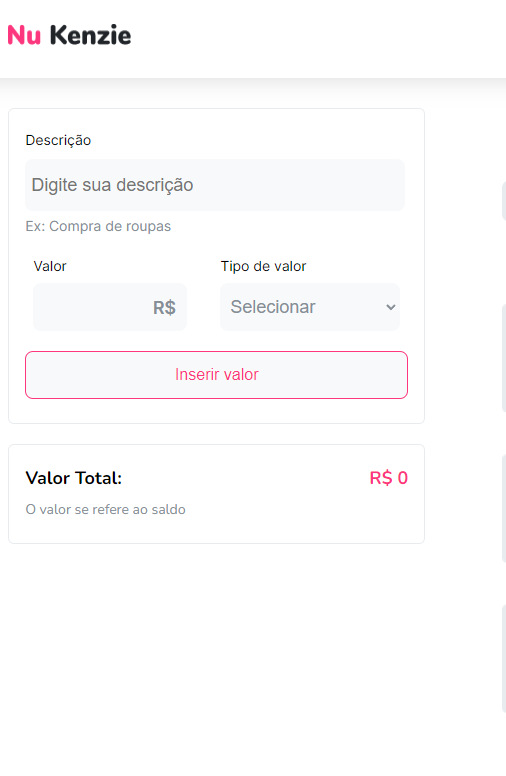 Nu Kenzie
Descrição
Digite sua descrição
Ex: Compra de roupas
Valor Tipo de valor
R$ Selecionar
Inserir valor
Valor Total: R$ 0
O valor se refere ao saldo